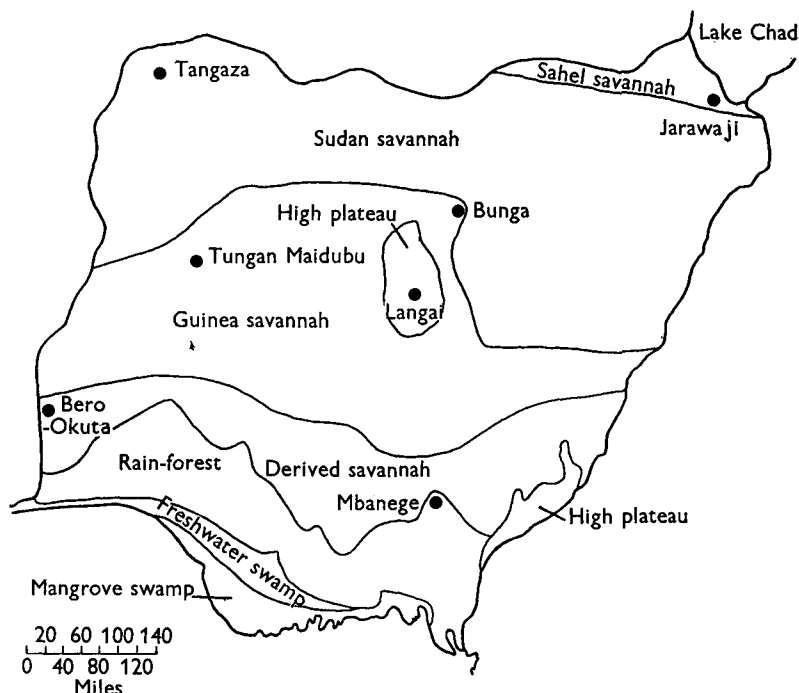 Lake Chad
Tangaza
Sahel savannah
Jarawaji
Sudan savannah
High plateau
Bunga
Tungan Maidubu
Langai
Guinea savannah
Bero
-Okuta
Rain-forest
Derived savannah
Mbanege
High plateau
Freshwater swamp
Mangrove swamp
20 60 100 140
0 40 80 120
Miles